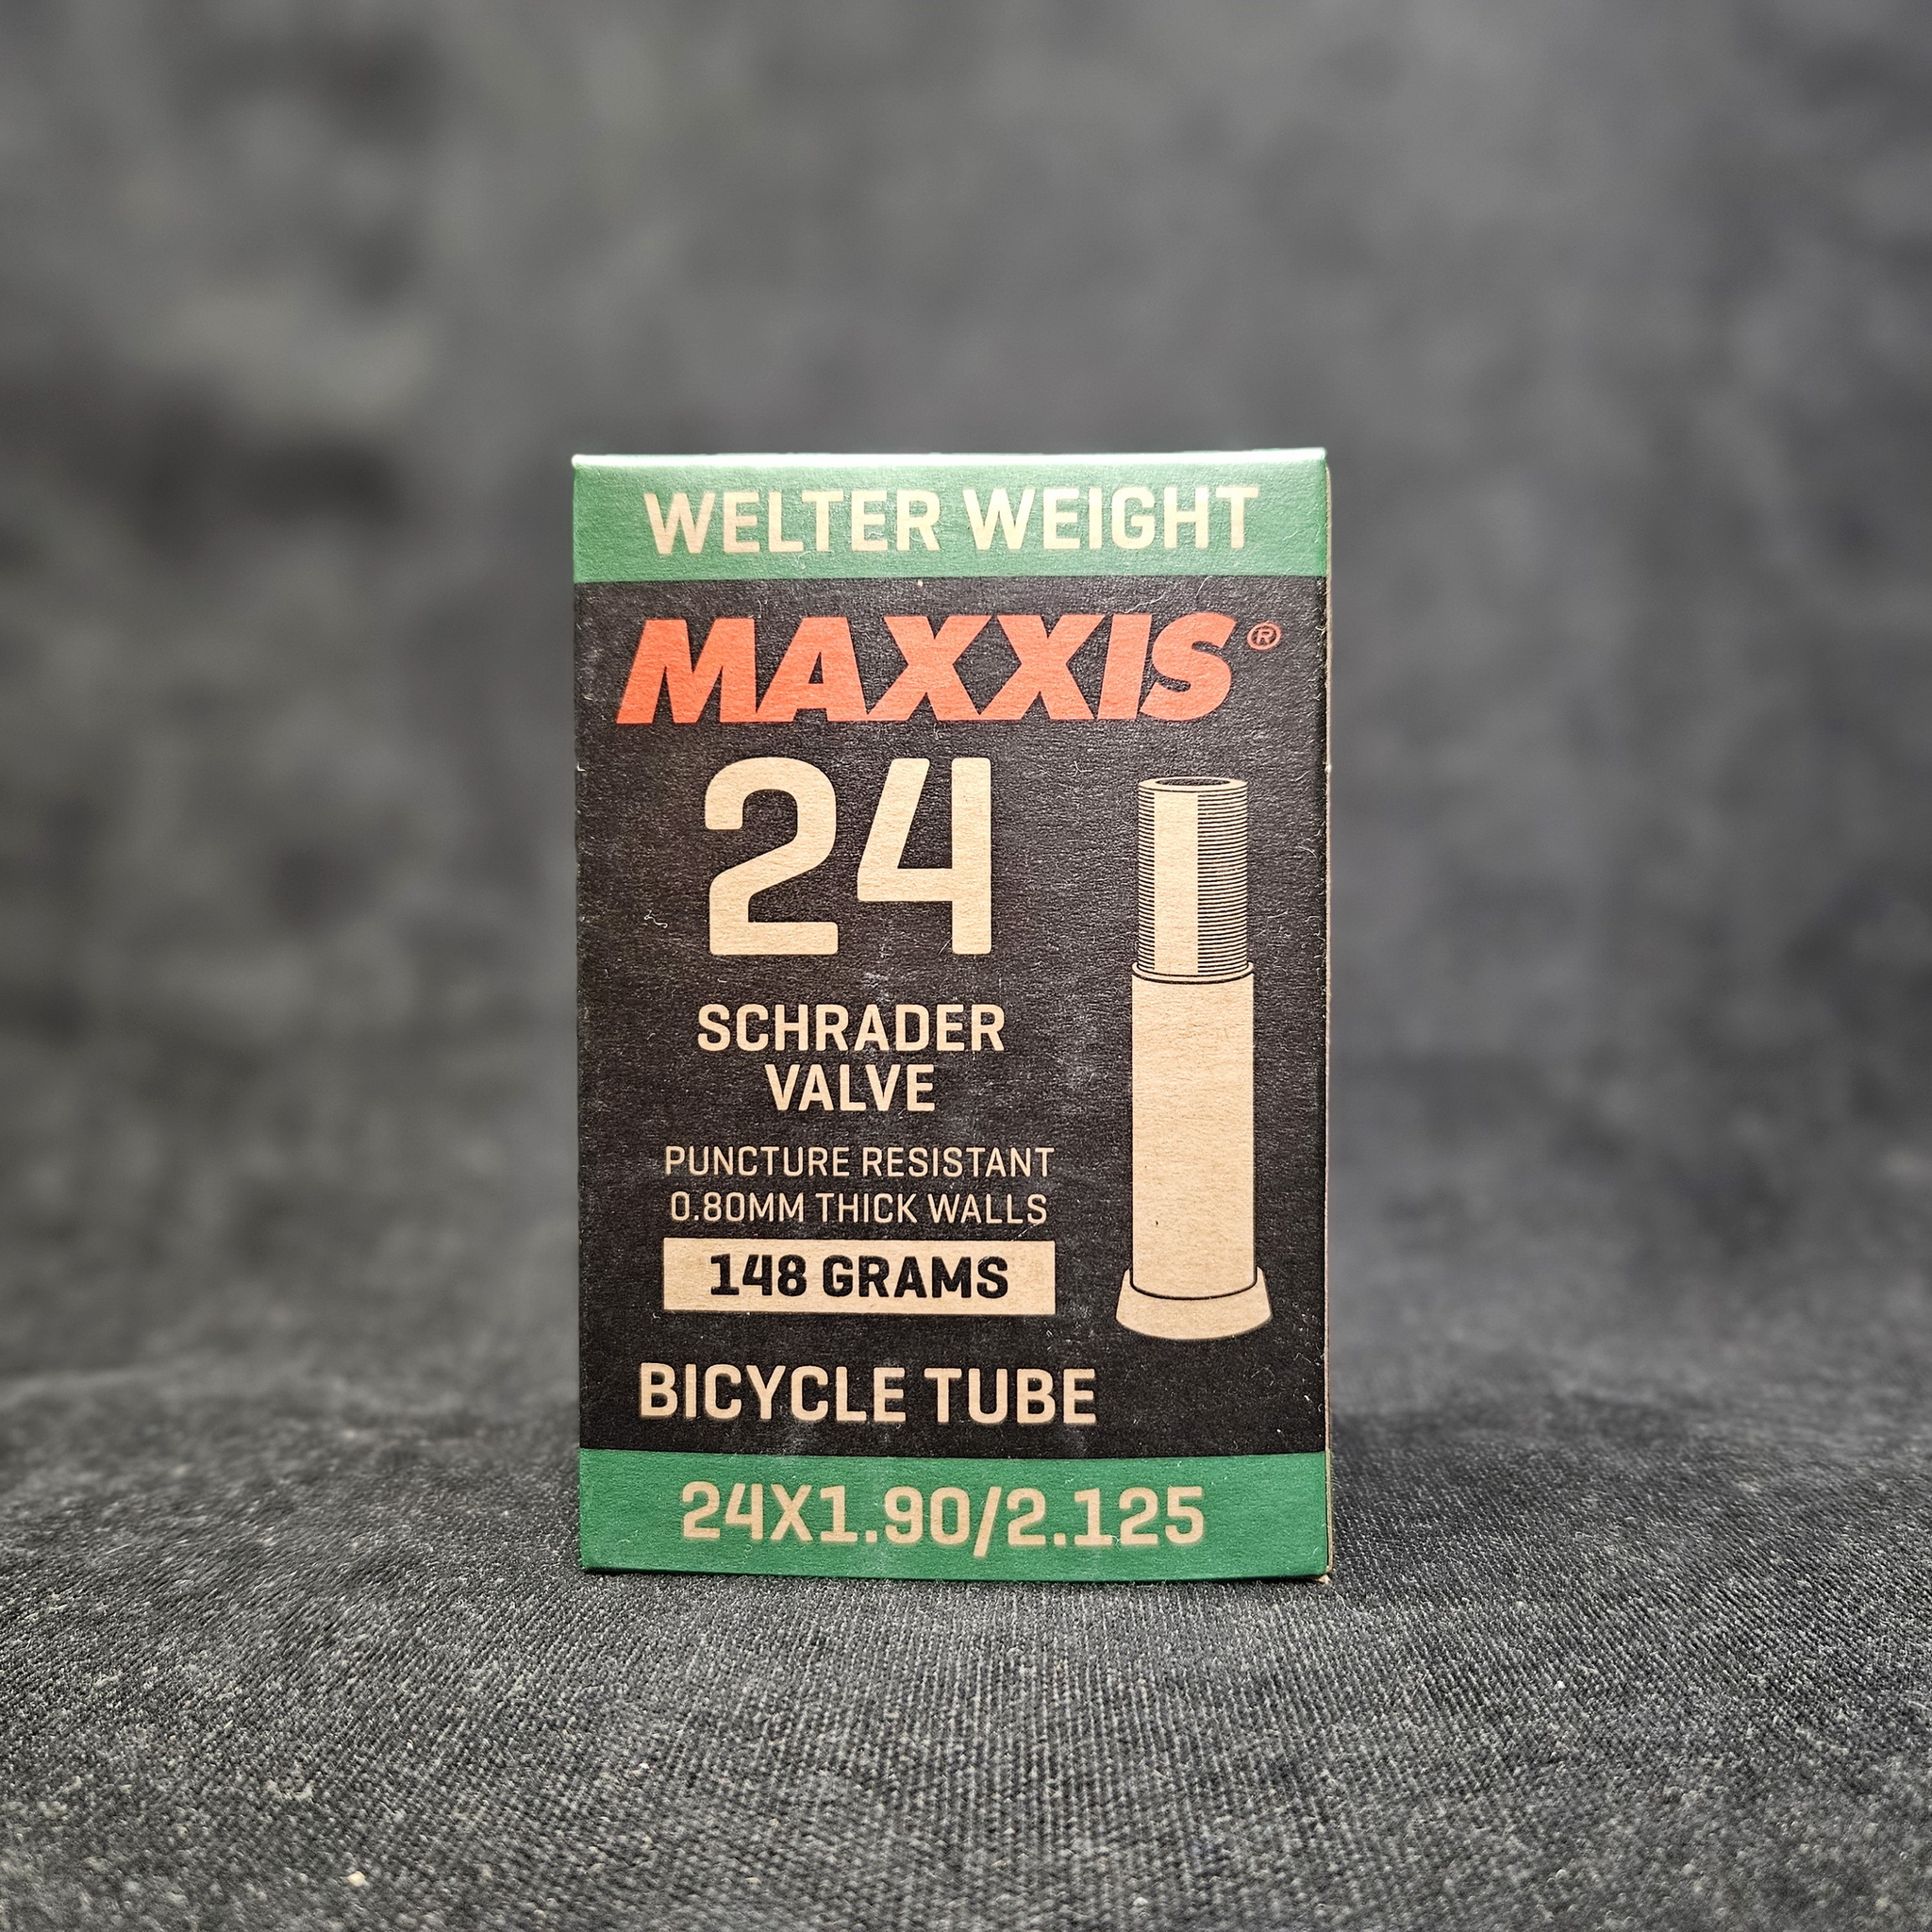 WELTER WEIGHT
MAXXIS®
24
SCHRADER
VALVE
PUNCTURE RESISTANT
0.80MM THICK WALLS
148 GRAMS
BICYCLE TUBE
24X1.90/2.125